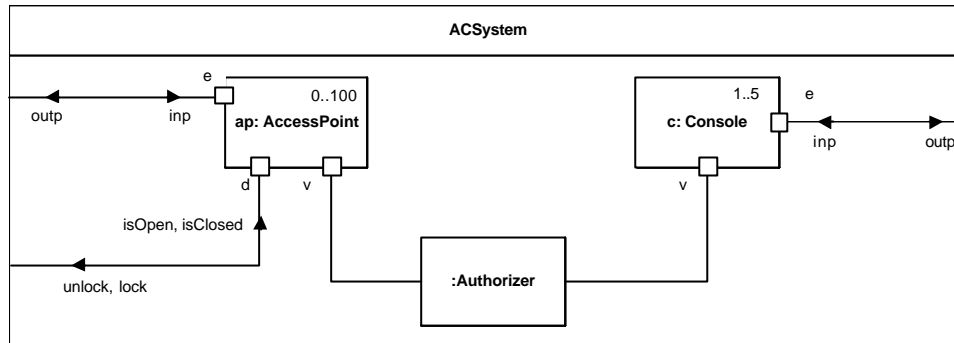 ACSystem
e
0..100
1..5
e
outp
inp
ap: AccessPoint
c: Console
inp
outp
d
v
v
isOpen, isClosed
:Authorizer
unlock, lock